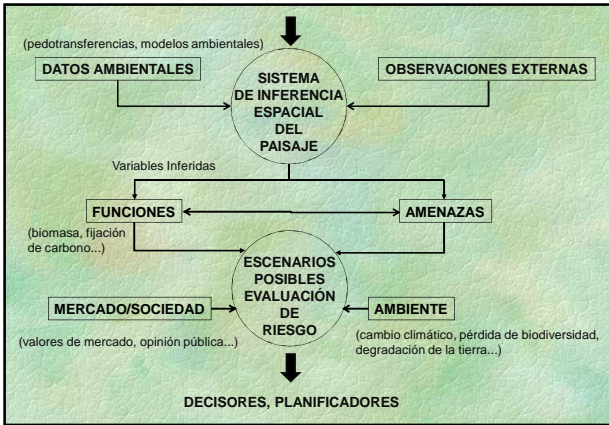 (pedotransferencias, modelos ambientales)
DATOS AMBIENTALES
SISTEMA
DE INFERENCIA
ESPACIAL
DEL
PAISAJE
OBSERVACIONES EXTERNAS
Variables Inferidas
FUNCIONES
AMENAZAS
(biomasa, fijación
de carbono...)
ESCENARIOS
POSIBLES
EVALUACIÓN
DE
RIESGO
MERCADO/SOCIEDAD
AMBIENTE
(valores de mercado, opinión pública...)
(cambio climático, pérdida de biodiversidad,
degradación de la tierra...)
DECISORES, PLANIFICADORES